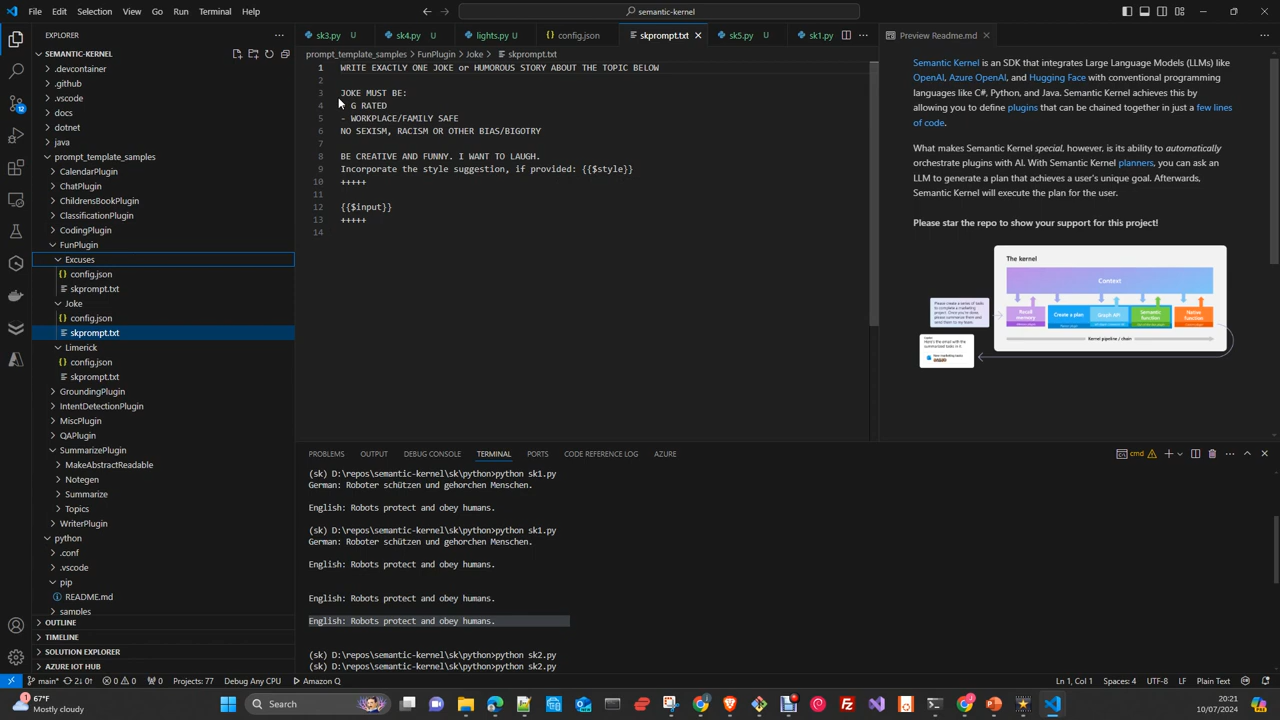 File Edit Selection View Go Run Terminal Help
semantic-kernel
EXPLORER
SEMANTIC-KERNEL
.devcontainer
.github
.vscode
docs
dotnet
java
prompt_template_samples
CalendarPlugin
ChatPlugin
ChildrensBookPlugin
ClassificationPlugin
CodingPlugin
FunPlugin
Excuses
config.json
skprompt.txt
Joke
config.json
skprompt.txt
Limerick
config.json
skprompt.txt
GroundingPlugin
IntentDetectionPlugin
MiscPlugin
QAPlugin
SummarizePlugin
MakeAbstractReadable
Notegen
Summarize
Topics
WriterPlugin
python
.conf
.vscode
pip
README.md
samples
OUTLINE
TIMELINE
SOLUTION EXPLORER
AZURE IOT HUB
sk3.py U sk4.py U lights.py U config.json skprompt.txt sk5.py U sk1.py
prompt_template_samples > FunPlugin > Joke > skprompt.txt
1 WRITE EXACTLY ONE JOKE or HUMOROUS STORY ABOUT THE TOPIC BELOW
2
3 JOKE MUST BE:
4 - G RATED
5 - WORKPLACE/FAMILY SAFE
6 NO SEXISM, RACISM OR OTHER BIAS/BIGOTRY
7
8 BE CREATIVE AND FUNNY. I WANT TO LAUGH.
9 Incorporate the style suggestion, if provided: {{$style}}
10 +++++
11
12 {{$input}}
13 +++++
14
Preview Readme.md
Semantic Kernel is an SDK that integrates Large Language Models (LLMs) like
OpenAI, Azure OpenAI, and Hugging Face with conventional programming
languages like C#, Python, and Java. Semantic Kernel achieves this by
allowing you to define plugins that can be chained together in just a few lines
of code.
What makes Semantic Kernel special, however, is its ability to automatically
orchestrate plugins with AI. With Semantic Kernel planners, you can ask an
LLM to generate a plan that achieves a user's unique goal. Afterwards,
Semantic Kernel will execute the plan for the user.
Please star the repo to show your support for this project!
The kernel
Context
Recall memory
Create a plan
Graph API
Semantic function
Native function
Kernel pipeline / chain
PROBLEMS OUTPUT DEBUG CONSOLE TERMINAL PORTS CODE REFERENCE LOG AZURE
cmd
(sk) D:\repos\semantic-kernel\sk\python>python sk1.py
German: Roboter schützen und gehorchen Menschen.
English: Robots protect and obey humans.
(sk) D:\repos\semantic-kernel\sk\python>python sk1.py
German: Roboter schützen und gehorchen Menschen.
English: Robots protect and obey humans.
English: Robots protect and obey humans.
English: Robots protect and obey humans.
(sk) D:\repos\semantic-kernel\sk\python>python sk2.py
(sk) D:\repos\semantic-kernel\sk\python>python sk2.py
main* 2↓0↑ 0 0 0 Projects: 77 Debug Any CPU Amazon Q
Ln 1, Col 1 Spaces: 4 UTF-8 LF Plain Text
67°F
Mostly cloudy
Search
20:21
10/07/2024